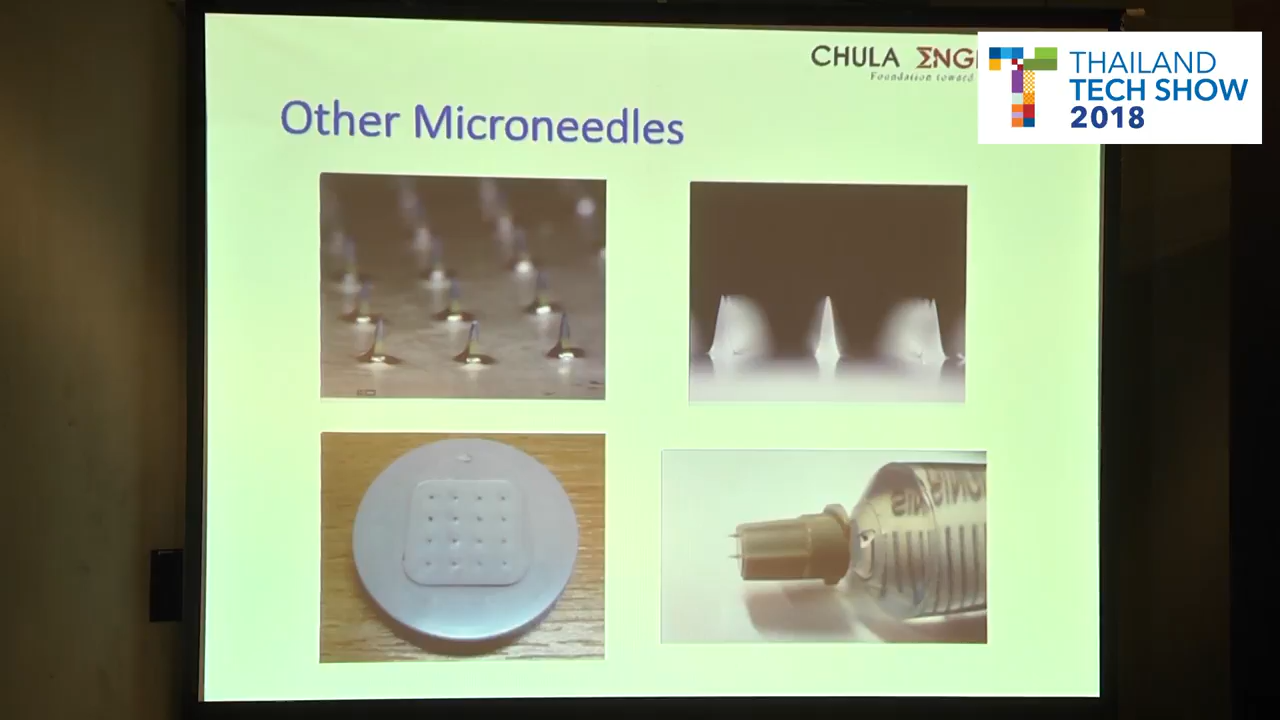 CHULA ΣNGI
Foundation toward
THAILAND
TECH SHOW
2018
Other Microneedles